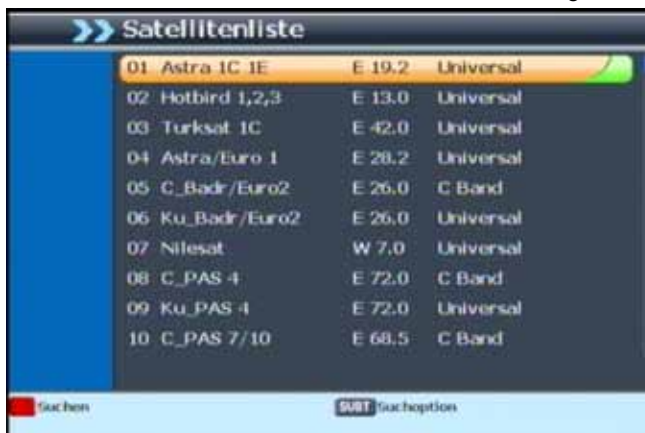 Satellitenliste
01 Astra 1C 1E E 19.2 Universal
02 Hotbird 1,2,3 E 13.0 Universal
03 Turksat 1C E 42.0 Universal
04 Astra/Euro 1 E 28.2 Universal
05 C_Badr/Euro2 E 26.0 C Band
06 Ku_Badr/Euro2 E 26.0 Universal
07 Nilesat W 7.0 Universal
08 C_PAS 4 E 72.0 C Band
09 Ku_PAS 4 E 72.0 Universal
10 C_PAS 7/10 E 68.5 C Band
Suchen SUBT Suchoption